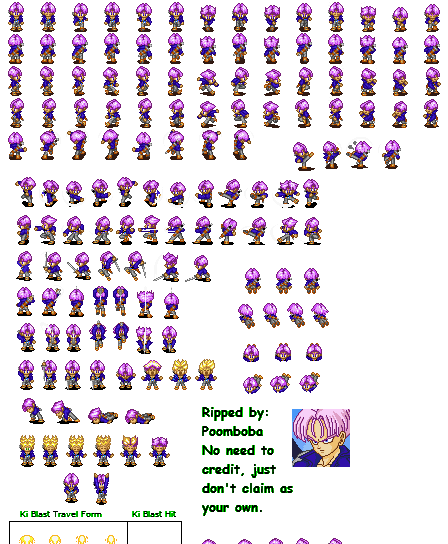 Ripped by:
Poomboba
No need to
credit, just
don't claim as
your own.
Ki Blast Travel Form
Ki Blast Hit